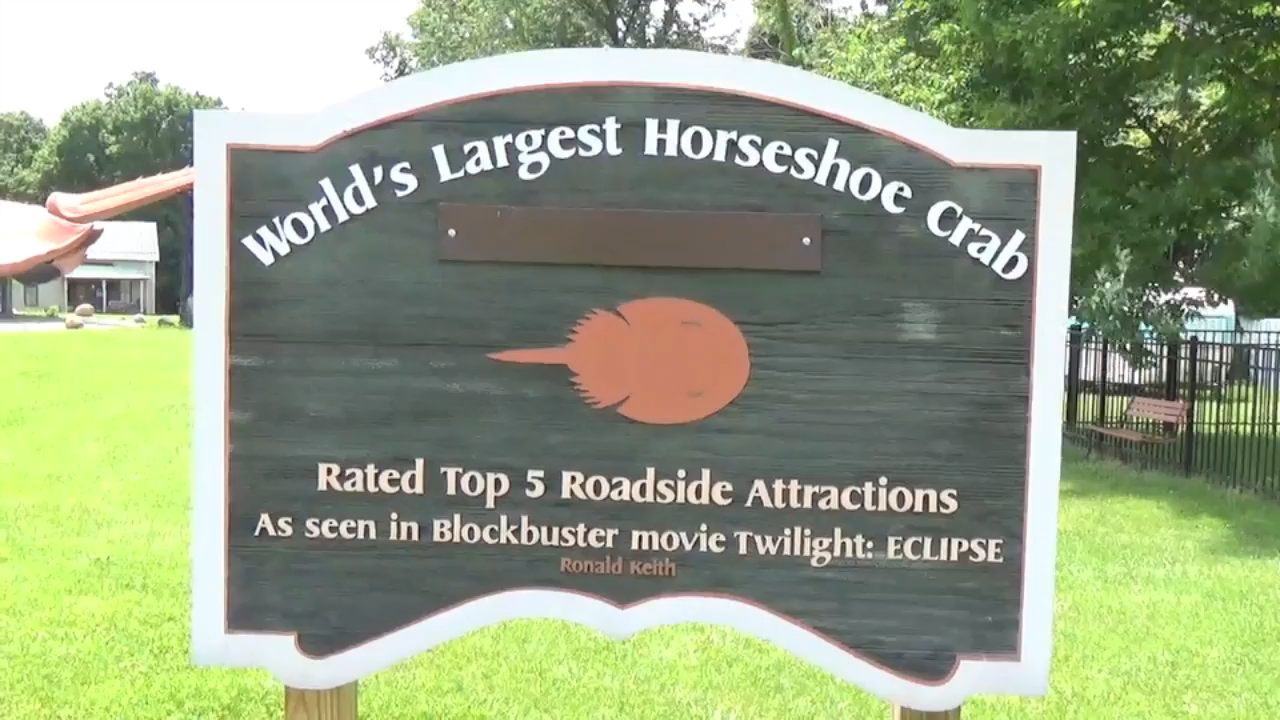 World's Largest Horseshoe Crab
Rated Top 5 Roadside Attractions
As seen in Blockbuster movie Twilight: ECLIPSE
Ronald Keith